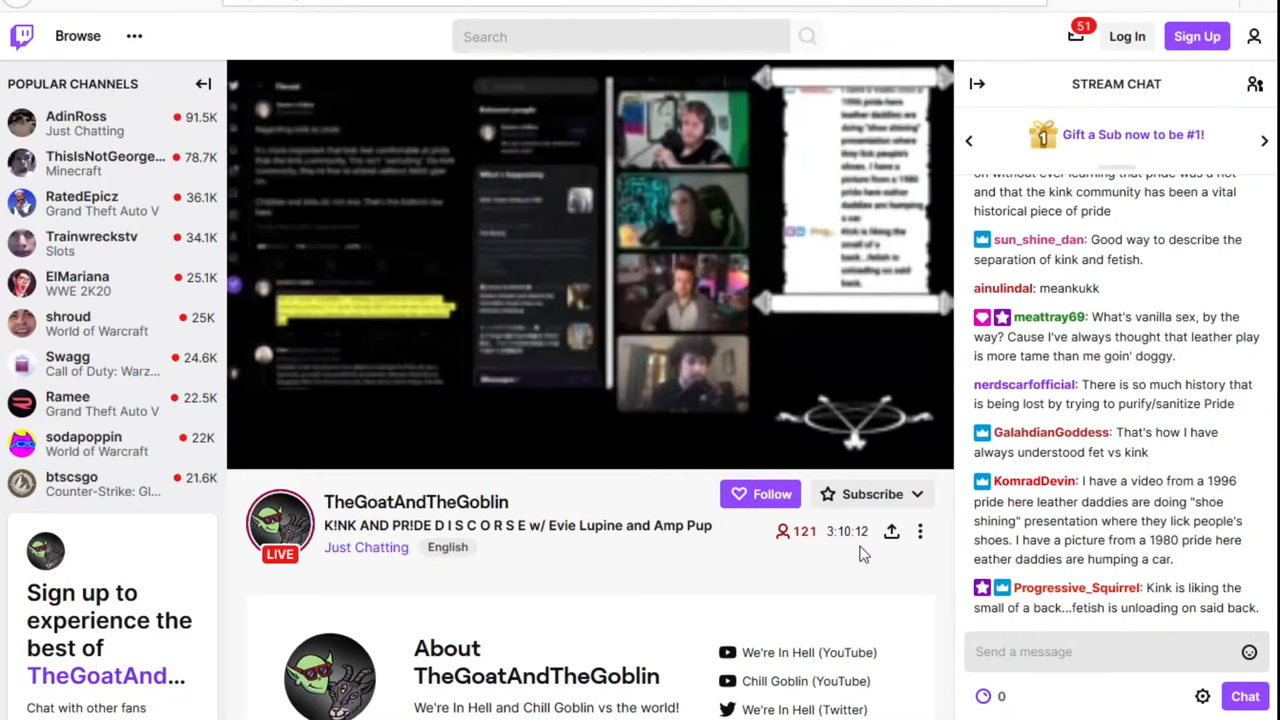 Browse
Search
51
Log In
Sign Up
POPULAR CHANNELS
AdinRoss
91.5K
Just Chatting
ThisIsNotGeorge...
78.7K
Minecraft
RatedEpicz
36.1K
Grand Theft Auto V
Trainwreckstv
34.1K
Slots
ElMariana
25.1K
WWE 2K20
shroud
25K
World of Warcraft
Swagg
24.6K
Call of Duty: Warz...
Ramee
22.5K
Grand Theft Auto V
sodapoppin
22K
World of Warcraft
btscsgo
21.6K
Counter-Strike: Gl...
Sign up to
experience the
best of
TheGoatAnd...
Chat with other fans
TheGoatAndTheGoblin
K!NK AND PR!DE D I S C O R S E w/ Evie Lupine and Amp Pup
Just Chatting
English
LIVE
Follow
Subscribe
121
3:10:12
About
TheGoatAndTheGoblin
We're In Hell and Chill Goblin vs the world!
We're In Hell (YouTube)
Chill Goblin (YouTube)
We're In Hell (Twitter)
STREAM CHAT
1
Gift a Sub now to be #1!
on without ever learning that pride was a riot
and that the kink community has been a vital
historical piece of pride
sun_shine_dan: Good way to describe the
separation of kink and fetish.
ainulindal: meankukk
meattray69: What's vanilla sex, by the
way? Cause I've always thought that leather play
is more tame than me goin' doggy.
nerdscarfofficial: There is so much history that
is being lost by trying to purify/sanitize Pride
GalahdianGoddess: That's how I have
always understood fet vs kink
KomradDevin: I have a video from a 1996
pride here leather daddies are doing "shoe
shining" presentation where they lick people's
shoes. I have a picture from a 1980 pride here
eather daddies are humping a car.
Progressive_Squirrel: Kink is liking the
small of a back...fetish is unloading on said back.
Send a message
0
Chat